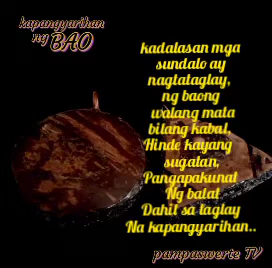 kapangyarihan
ng BAO
kadalasan mga
sundalo ay
nagtataglay,
ng baong
walang mata
bilang kabal.
Hinde kayang
sugatan,
Pangapakunat
Ng balat
Dahil sa taglay
Na kapangyarihan..
pampaswerte TV